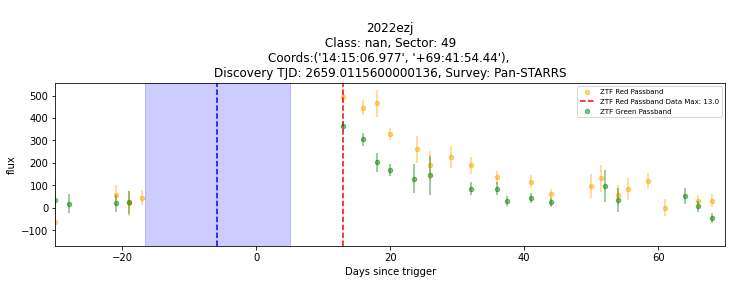 2022ezj
Class: nan, Sector: 49
Coords:('14:15:06.977', '+69:41:54.44'),
Discovery TJD: 2659.0115600000136, Survey: Pan-STARRS
ZTF Red Passband
ZTF Red Passband Data Max: 13.0
ZTF Green Passband
flux
500
400
300
200
100
0
−100
−20
0
20
40
60
Days since trigger